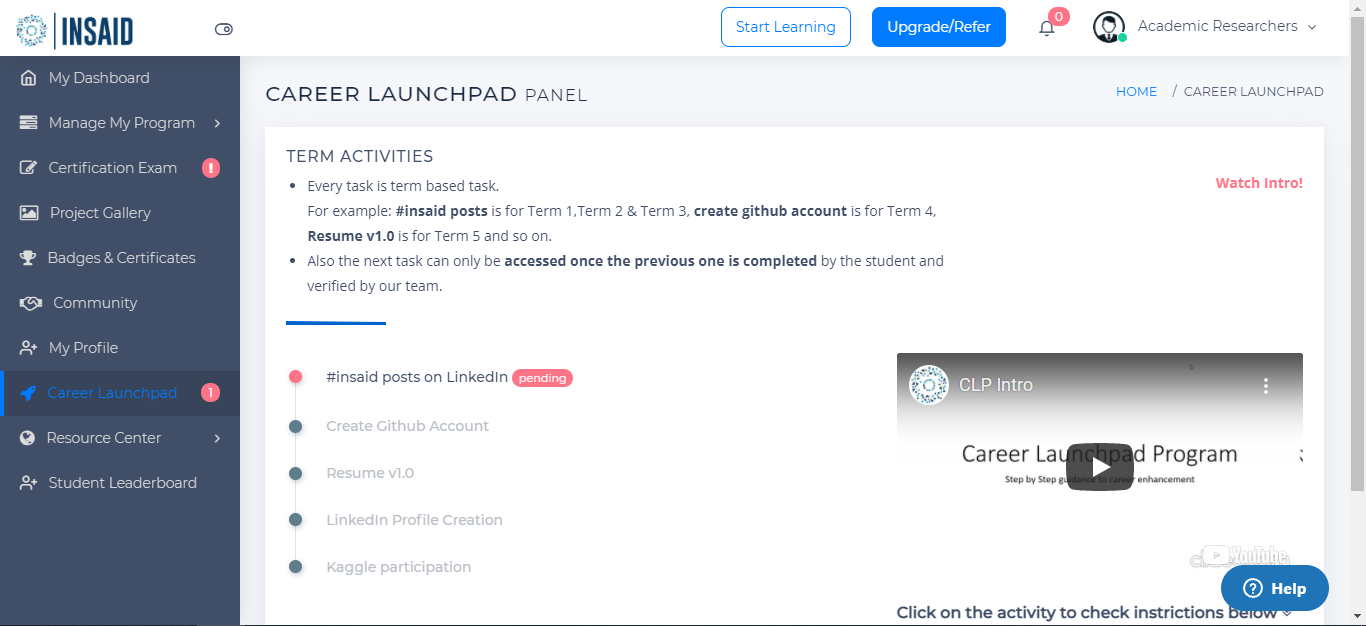 INSAID
Start Learning
Upgrade/Refer
0
Academic Researchers
My Dashboard
Manage My Program
Certification Exam
!
Project Gallery
Badges & Certificates
Community
My Profile
Career Launchpad
1
Resource Center
Student Leaderboard
CAREER LAUNCHPAD PANEL
HOME / CAREER LAUNCHPAD
TERM ACTIVITIES
Watch Intro!
Every task is term based task.
For example: #insaid posts is for Term 1,Term 2 & Term 3, create github account is for Term 4,
Resume v1.0 is for Term 5 and so on.
Also the next task can only be accessed once the previous one is completed by the student and
verified by our team.
#insaid posts on LinkedIn pending
Create Github Account
Resume v1.0
LinkedIn Profile Creation
Kaggle participation
CLP Intro
Career Launchpad Program
Step by Step guidance to career enhancement
YouTube
Click on the activity to check instrictions below
Help